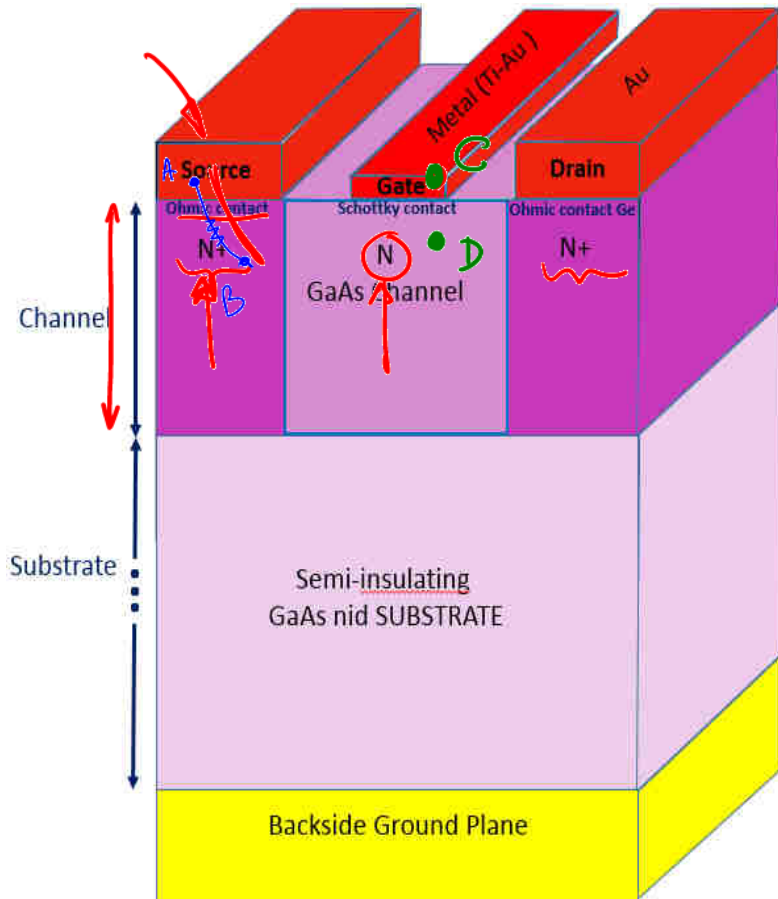 Metal (Ti-Au )
Au
C
A
Source
Gate
Drain
Ohmic contact
Schottky contact
Ohmic contact Ge
N+
N
D
N+
GaAs Channel
B
Channel
Substrate
Semi-insulating
GaAs nid SUBSTRATE
Backside Ground Plane